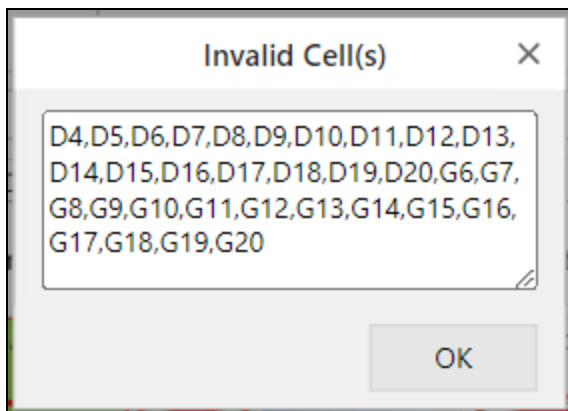 Invalid Cell(s)
D4,D5,D6,D7,D8,D9,D10,D11,D12,D13,
D14,D15,D16,D17,D18,D19,D20,G6,G7,
G8,G9,G10,G11,G12,G13,G14,G15,G16,
G17,G18,G19,G20
OK